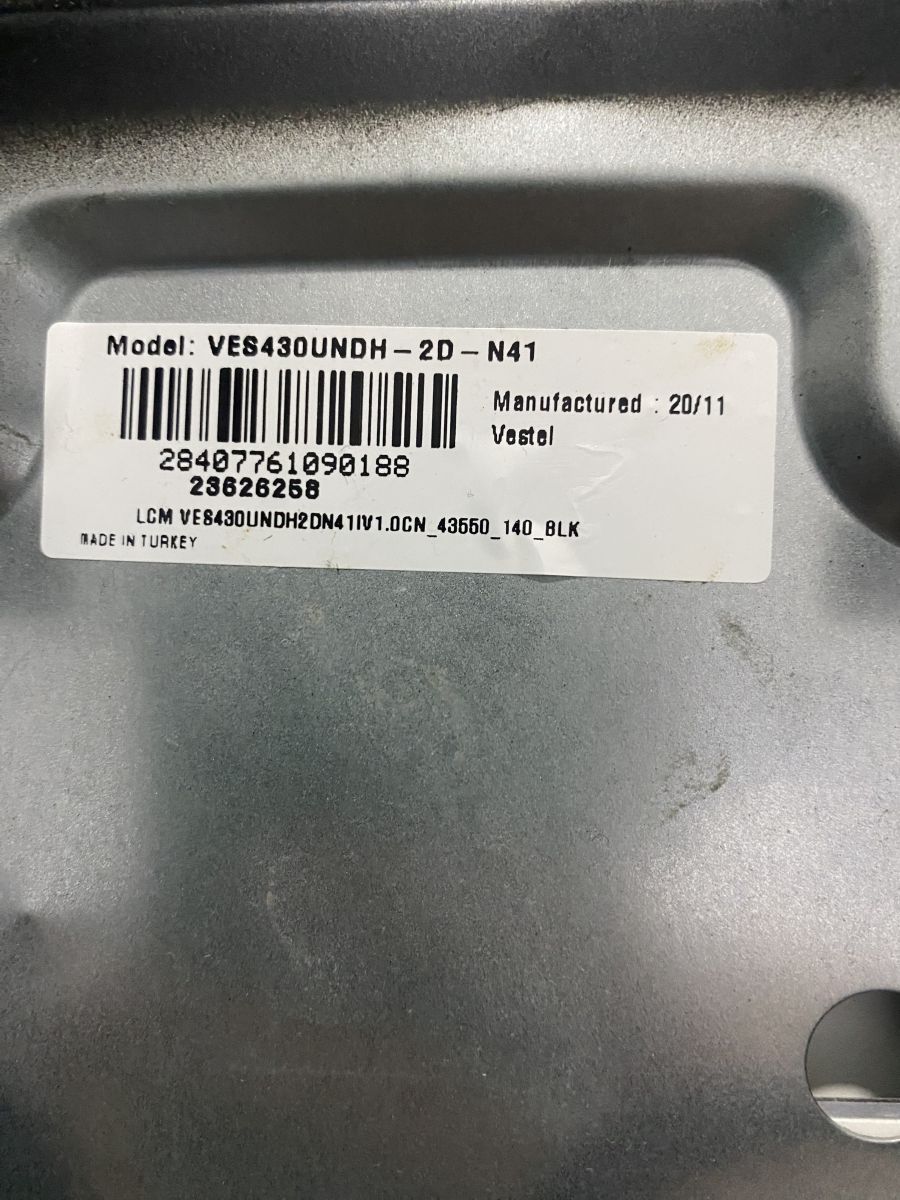 Model: VES430UNDH-2D-N41
Manufactured : 20/11
Vestel
28407761090188
23626258
LCM VES430UNDH2DN41IV1.0CN_43550_140_BLK
MADE IN TURKEY